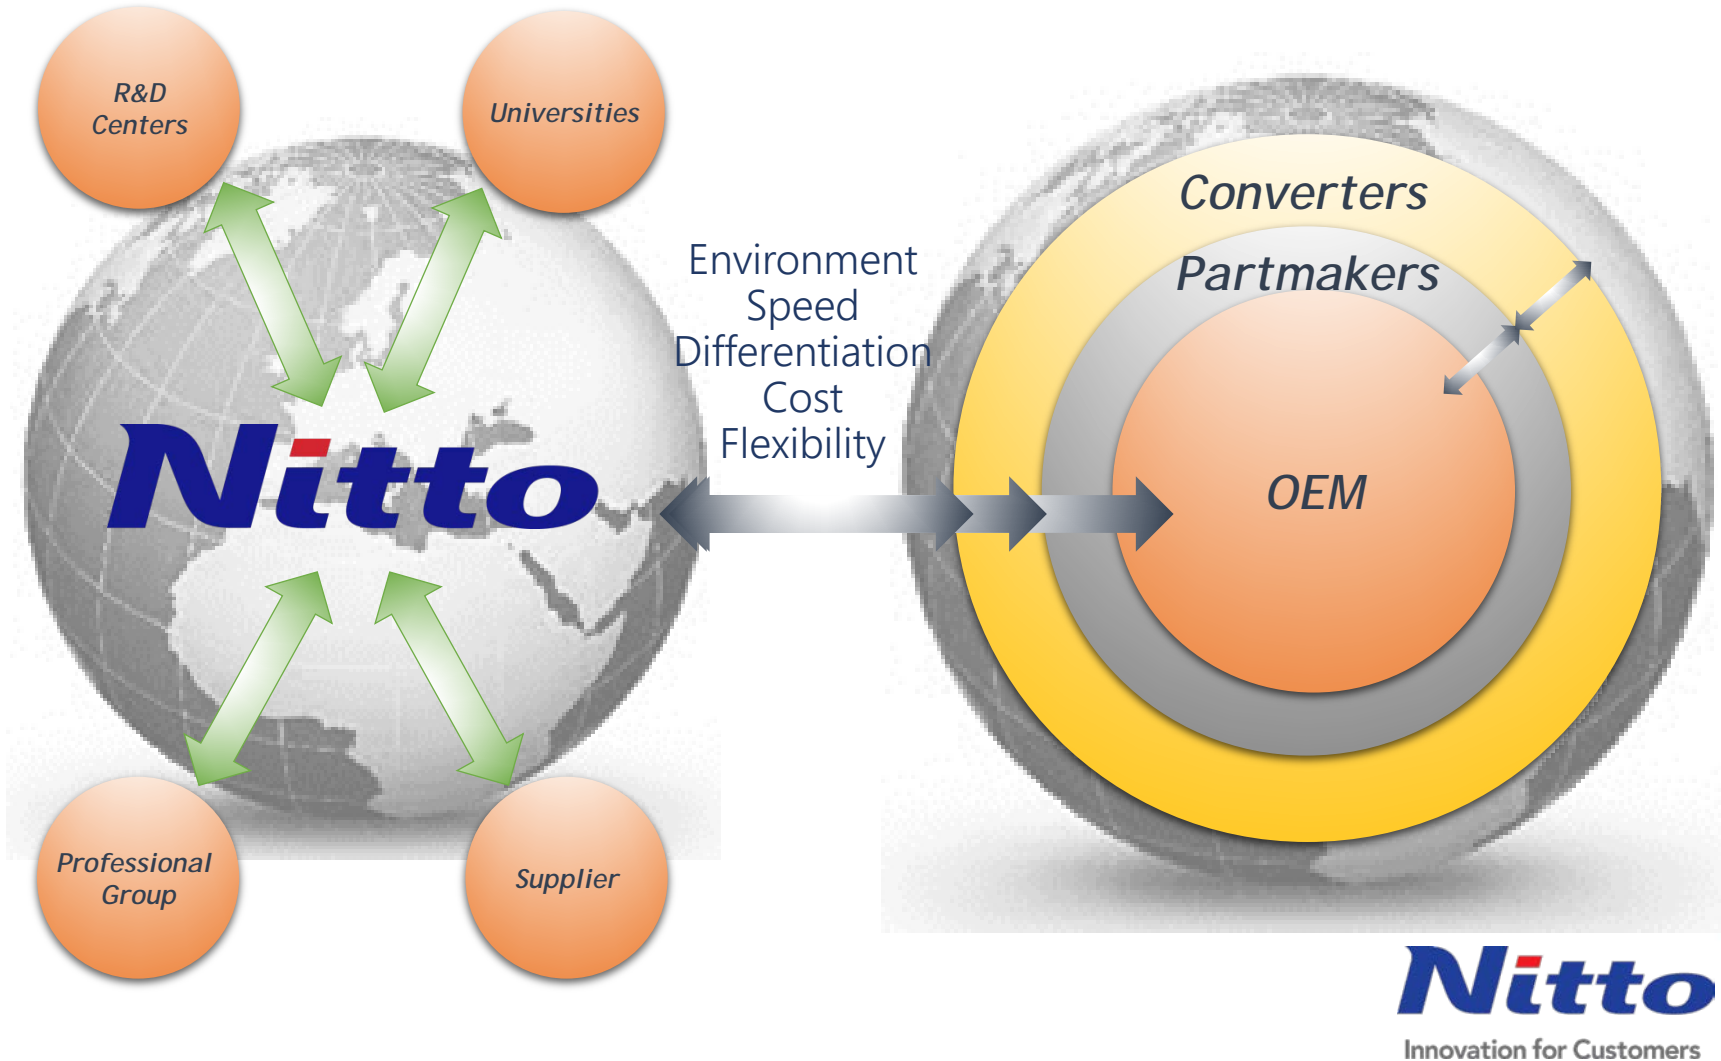 R&D
Centers
Universities
Nitto
Professional
Group
Supplier
Environment
Speed
Differentiation
Cost
Flexibility
Converters
Partmakers
OEM
Nitto
Innovation for Customers